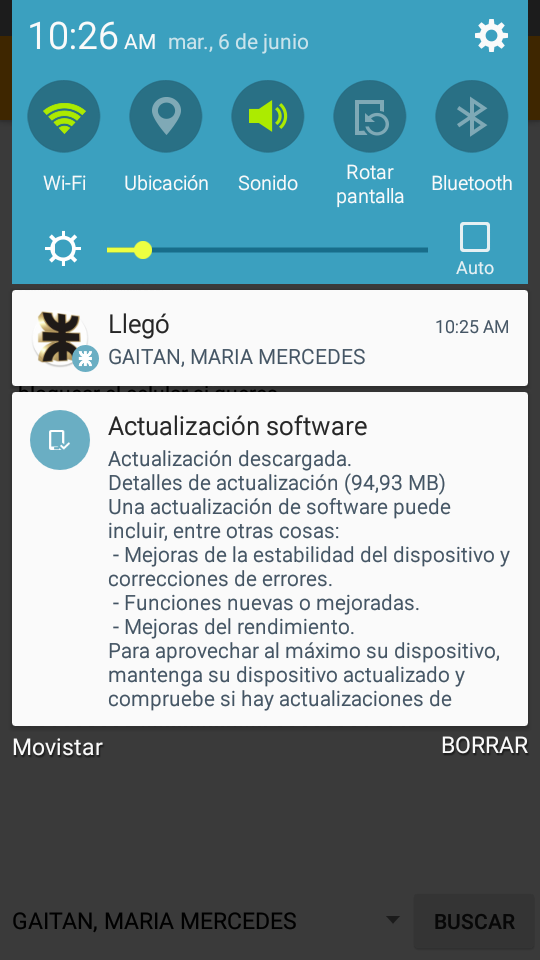 10:26 AM mar., 6 de junio
Wi-Fi
Ubicación
Sonido
Rotar
pantalla
Bluetooth
Auto
Llegó
10:25 AM
GAITAN, MARIA MERCEDES
Actualización software
Actualización descargada.
Detalles de actualización (94,93 MB)
Una actualización de software puede
incluir, entre otras cosas:
- Mejoras de la estabilidad del dispositivo y
correcciones de errores.
- Funciones nuevas o mejoradas.
- Mejoras del rendimiento.
Para aprovechar al máximo su dispositivo,
mantenga su dispositivo actualizado y
compruebe si hay actualizaciones de
Movistar
BORRAR
GAITAN, MARIA MERCEDES
BUSCAR